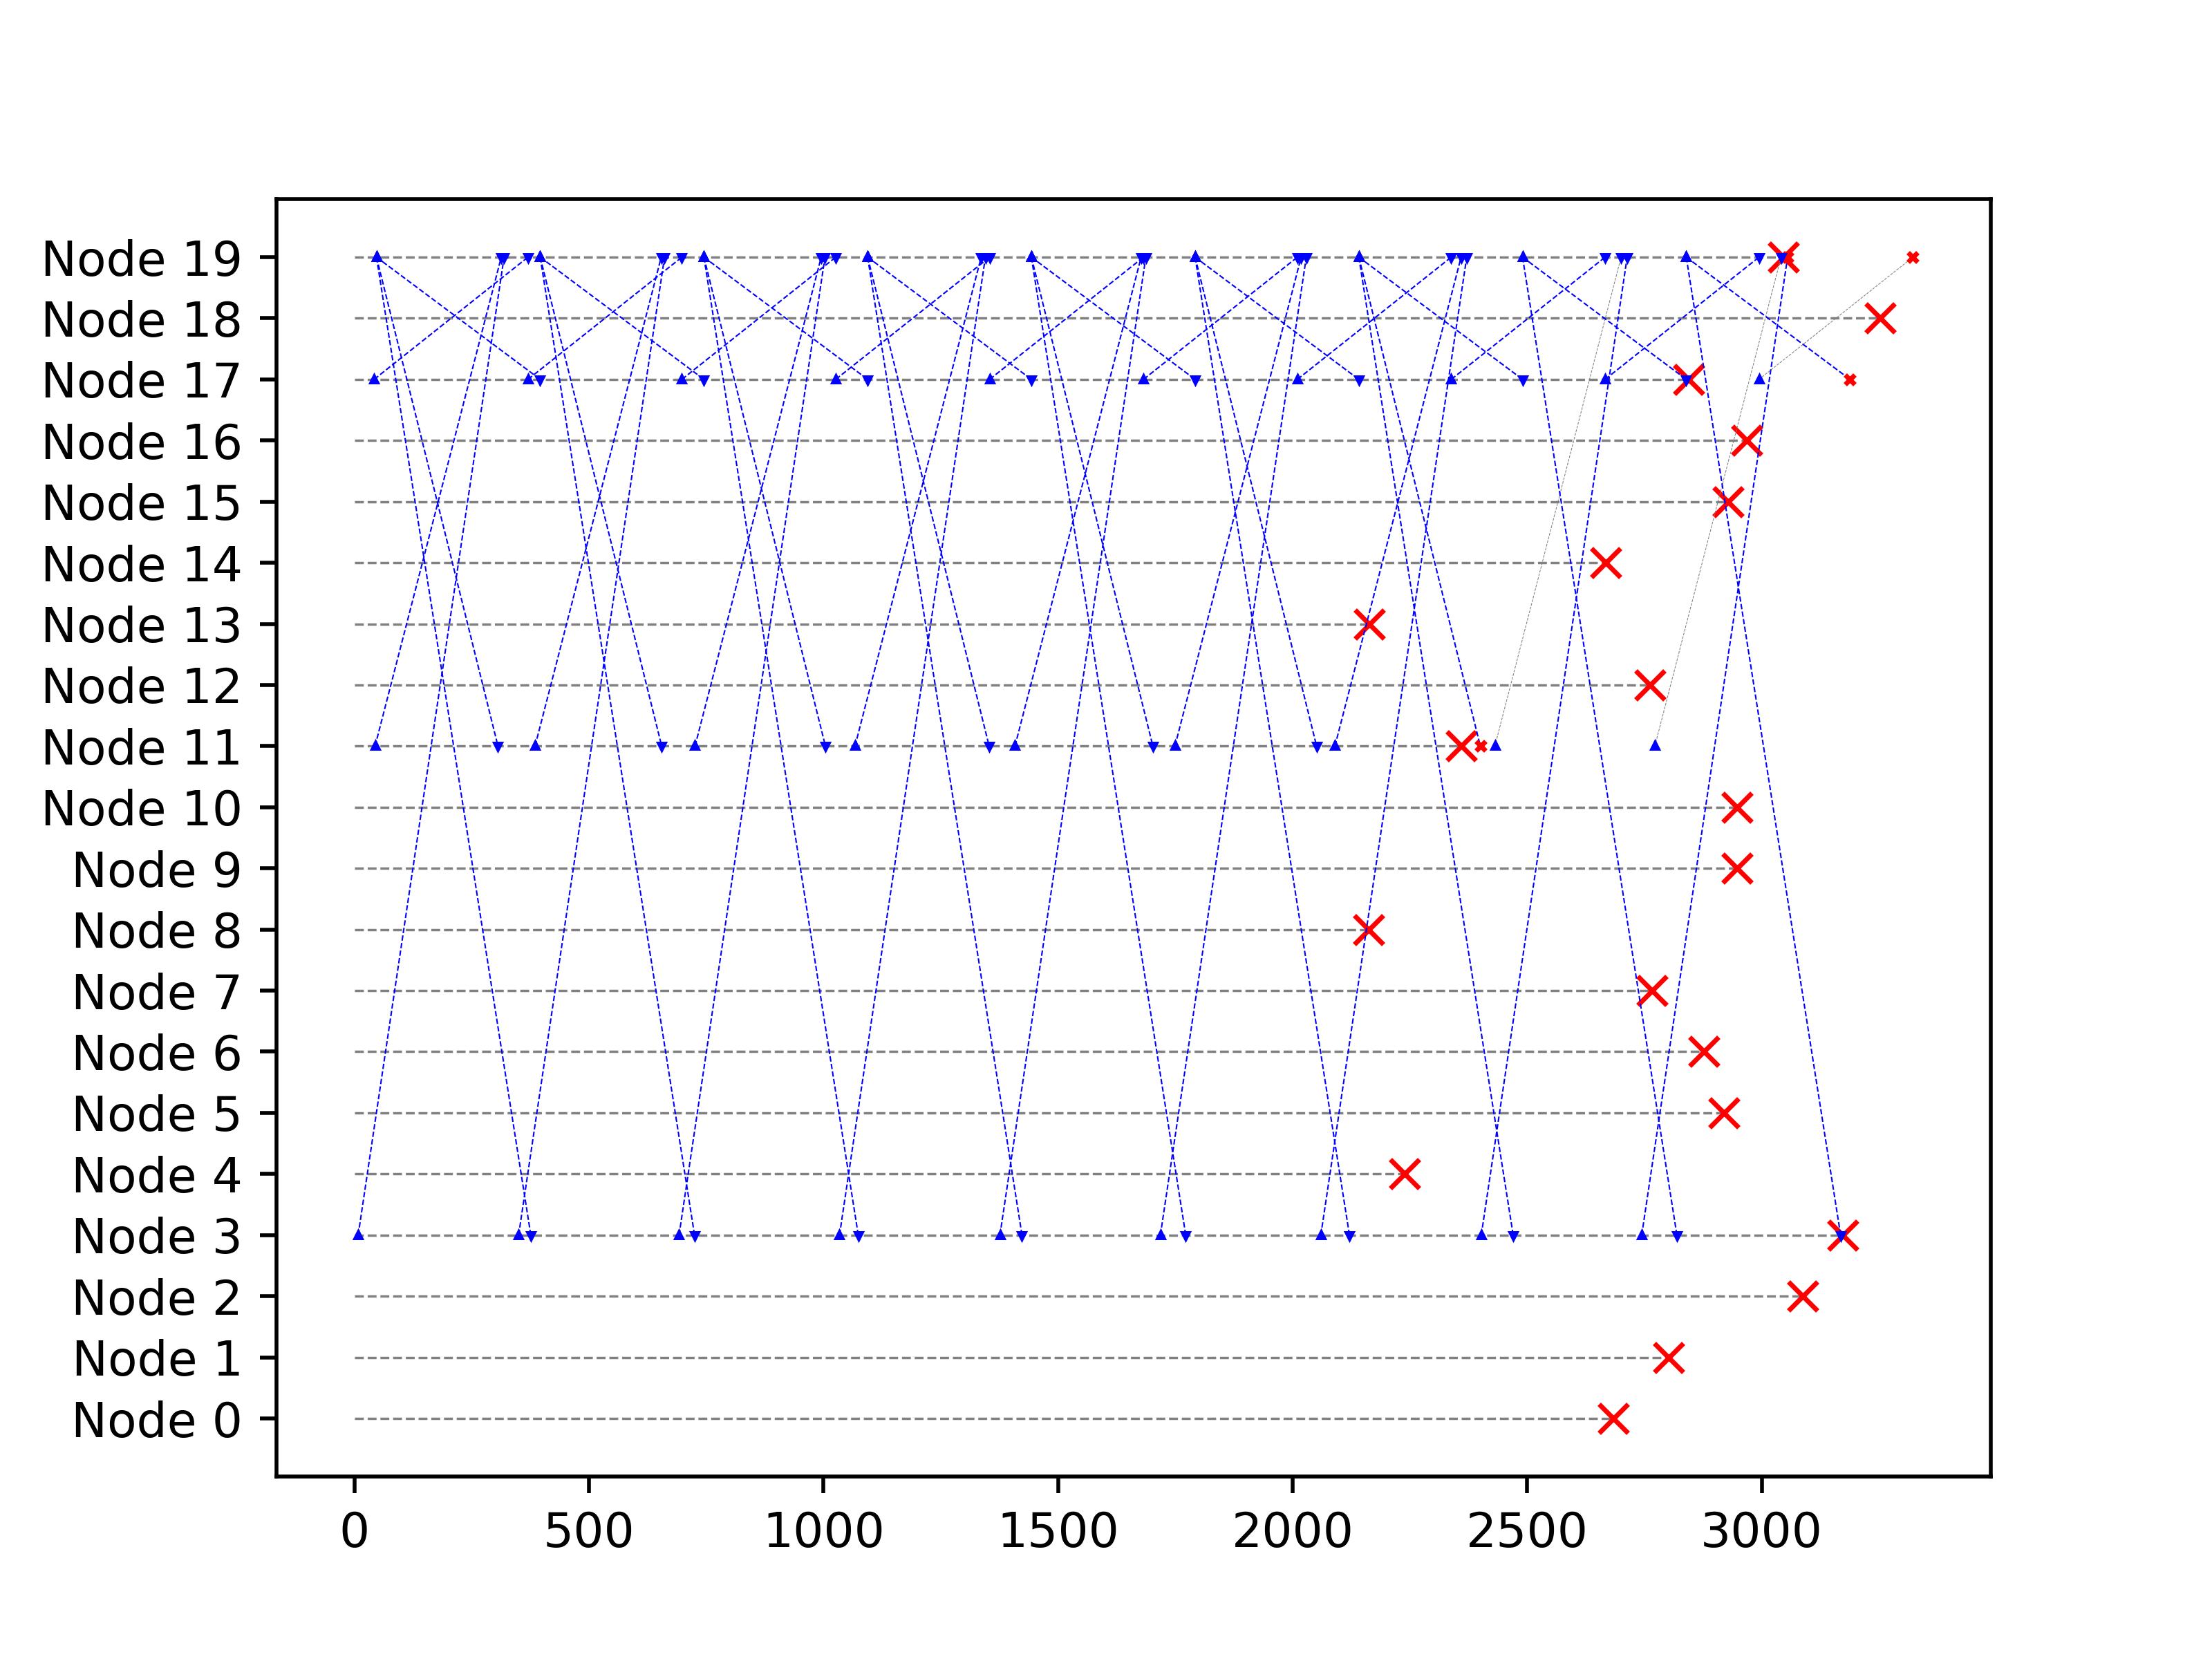 Node 19
Node 18
Node 17
Node 16
Node 15
Node 14
Node 13
Node 12
Node 11
Node 10
Node 9
Node 8
Node 7
Node 6
Node 5
Node 4
Node 3
Node 2
Node 1
Node 0
0 500 1000 1500 2000 2500 3000